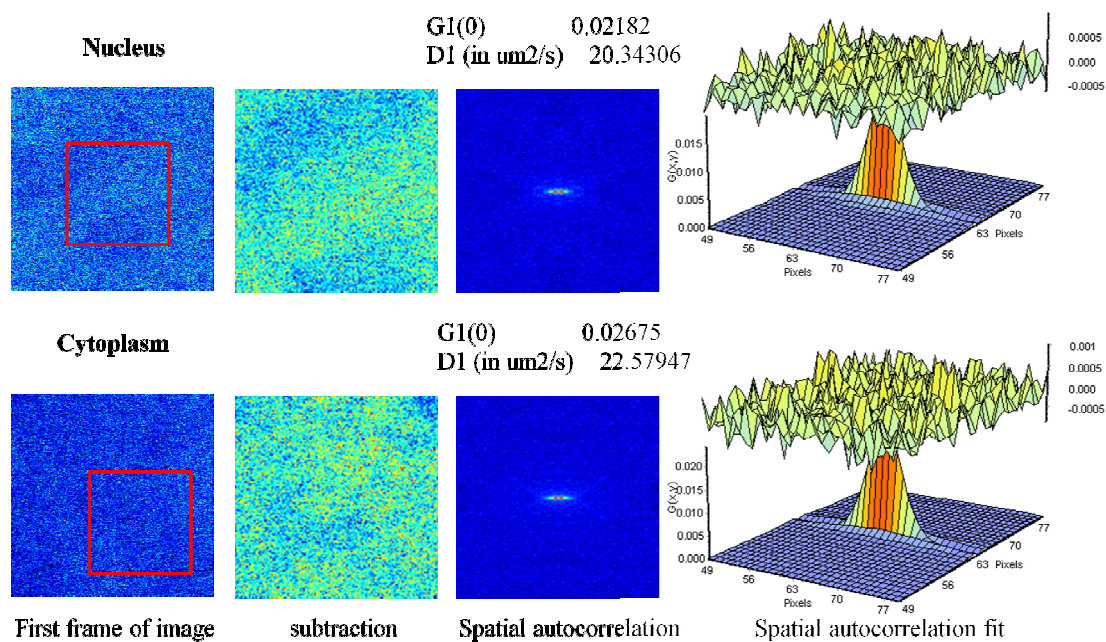 Nucleus
G1(0) 0.02182
D1 (in um2/s) 20.34306
0.0005
0.000
-0.0005
0.015
0.010
0.005
0.000
G(x,y)
49
56
63
70
77
Pixels
49
56
63
70
77
Pixels
Cytoplasm
G1(0) 0.02675
D1 (in um2/s) 22.57947
0.001
0.0005
0.000
-0.0005
0.020
0.015
0.010
0.005
0.000
G(x,y)
49
56
63
70
77
Pixels
49
56
63
70
77
Pixels
First frame of image
subtraction
Spatial autocorrelation
Spatial autocorrelation fit